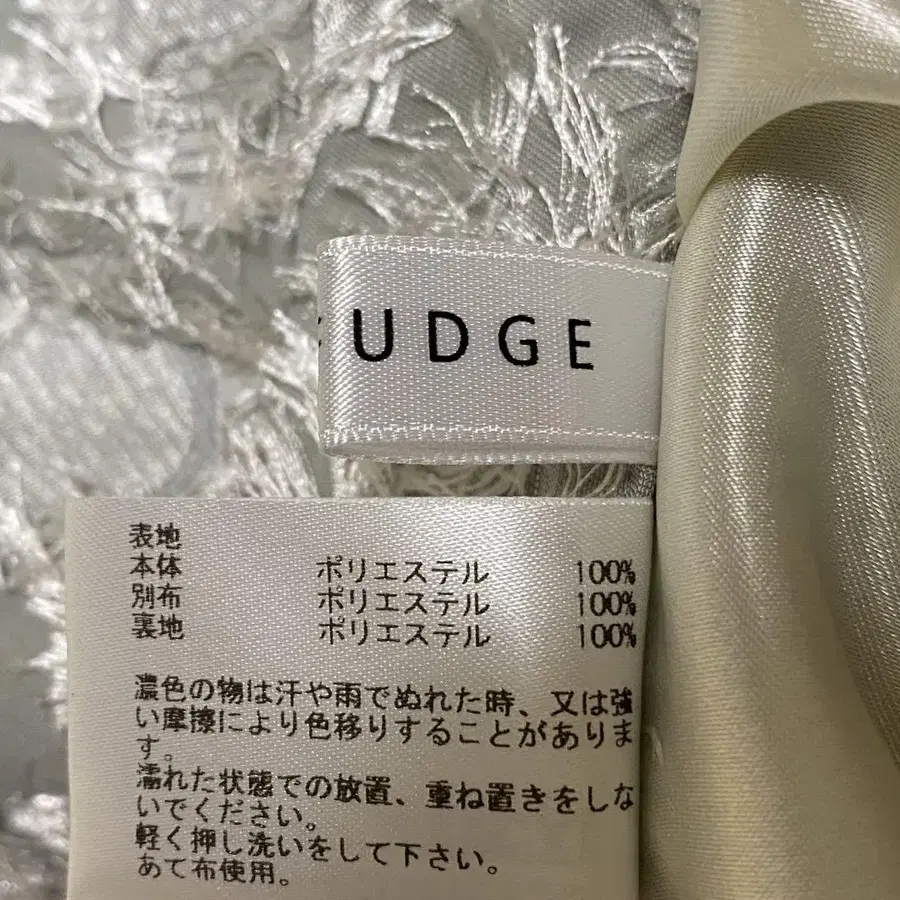 UDGE
表地
本体 ポリエステル 100%
別布 ポリエステル 100%
裏地 ポリエステル 100%
濃色の物は汗や雨でぬれた時、又は強
い摩擦により色移りすることがありま
す。
濡れた状態での放置、重ね置きをしな
いでください。
軽く押し洗いをして下さい。
あて布使用。